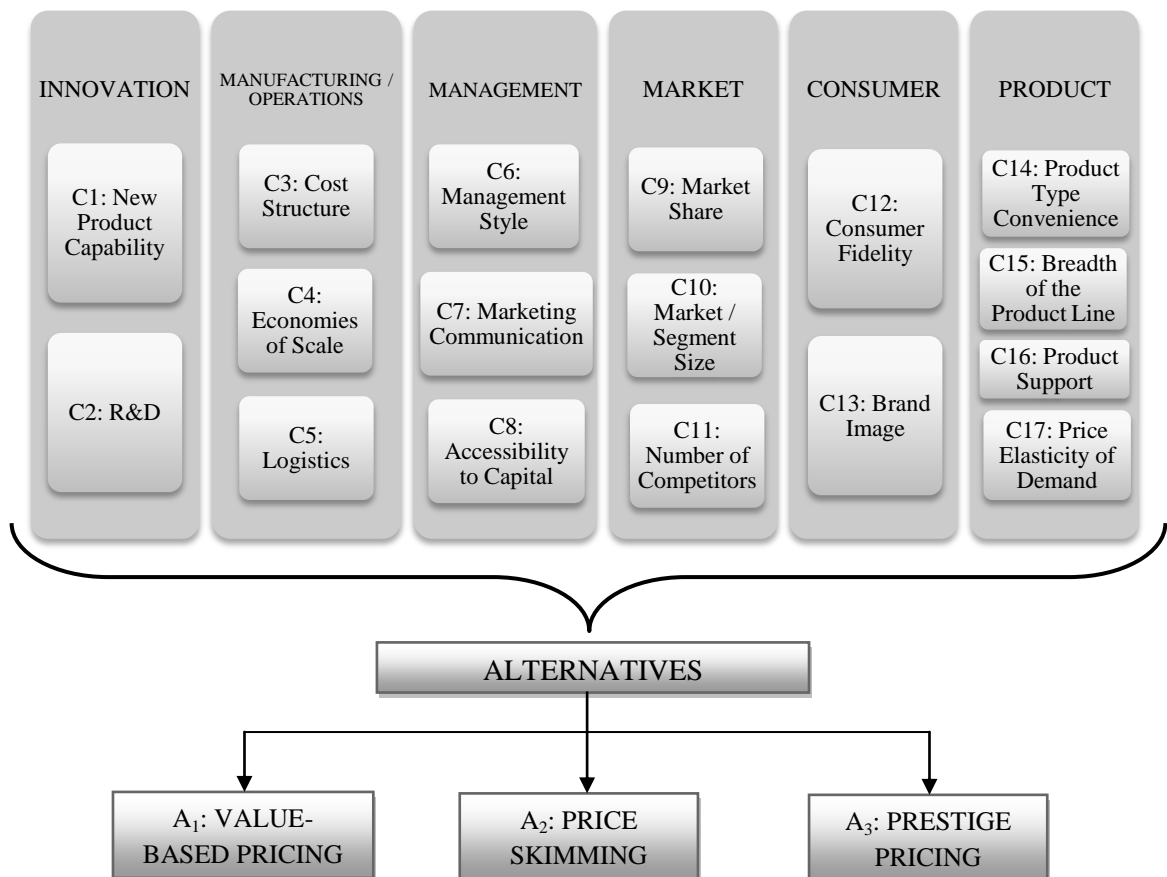 INNOVATION
C1: New
Product
Capability
C2: R&D
MANUFACTURING /
OPERATIONS
C3: Cost
Structure
C4:
Economies
of Scale
C5:
Logistics
MANAGEMENT
C6:
Management
Style
C7: Marketing
Communication
C8:
Accessibility
to Capital
MARKET
C9: Market
Share
C10:
Market /
Segment
Size
C11:
Number of
Competitors
CONSUMER
C12:
Consumer
Fidelity
C13: Brand
Image
PRODUCT
C14: Product
Type
Convenience
C15: Breadth
of the
Product Line
C16: Product
Support
C17: Price
Elasticity of
Demand
ALTERNATIVES
A₁: VALUE-
BASED PRICING
A₂: PRICE
SKIMMING
A₃: PRESTIGE
PRICING